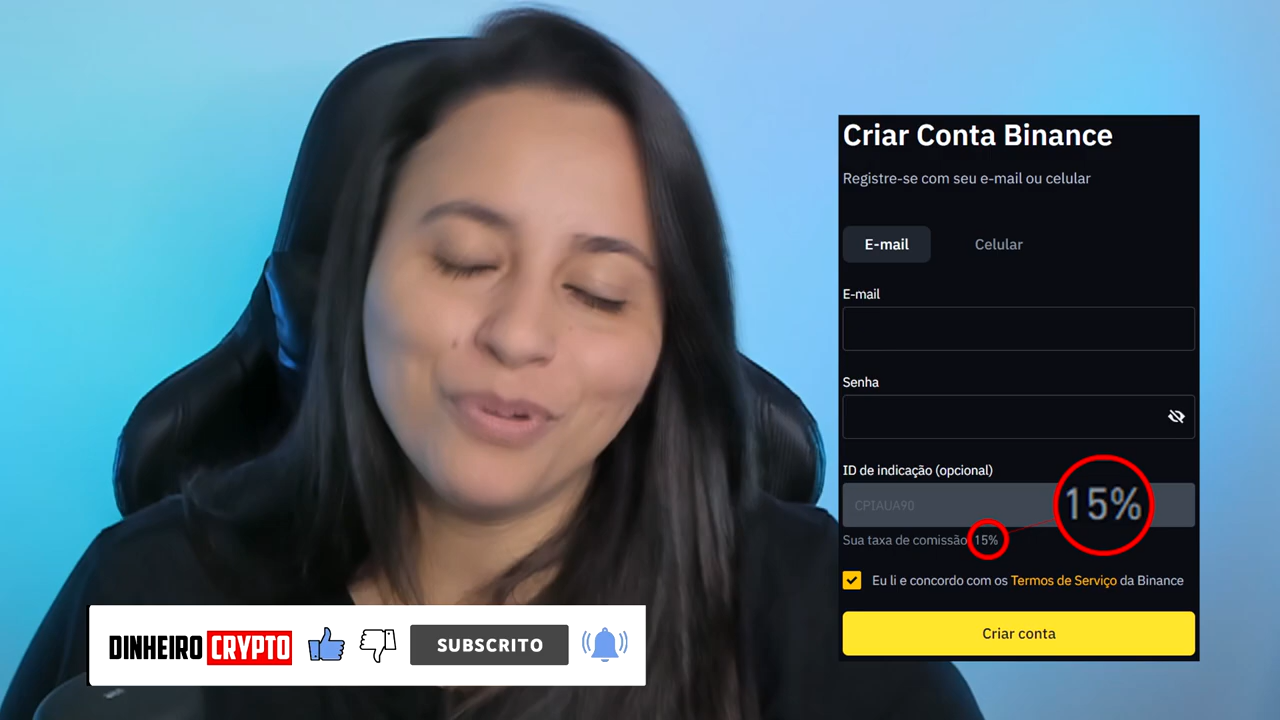 Criar Conta Binance
Registre-se com seu e-mail ou celular
E-mail Celular
E-mail
Senha
ID de indicação (opcional)
CPIAUA90
15%
Sua taxa de comissão 15%
Eu li e concordo com os Termos de Serviço da Binance
Criar conta
DINHEIRO CRYPTO SUBSCRITO